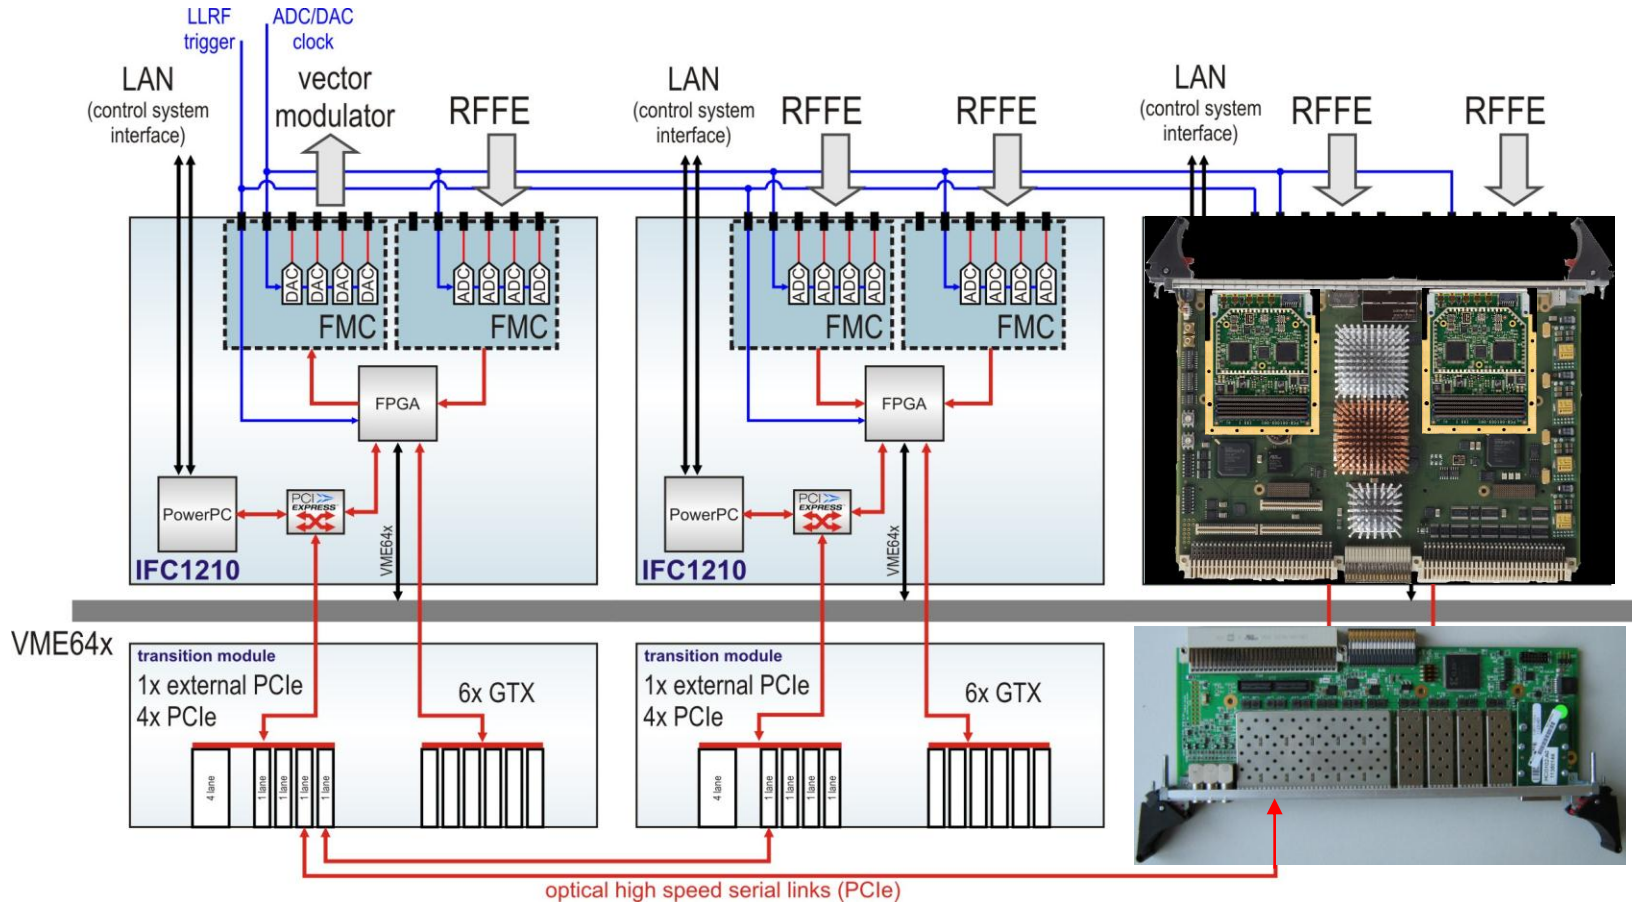 LLRF
trigger
ADC/DAC
clock
LAN
(control system
interface)
vector
modulator
RFFE
LAN
(control system
interface)
RFFE
RFFE
LAN
(control system
interface)
RFFE
RFFE
DAC
DAC
DAC
DAC
FMC
ADC
ADC
ADC
ADC
FMC
ADC
ADC
ADC
ADC
FMC
ADC
ADC
ADC
ADC
FMC
FPGA
FPGA
PowerPC
PCI
EXPRESS
VME64x
IFC1210
PowerPC
PCI
EXPRESS
VME64x
IFC1210
VME64x
transition module
1x external PCIe
4x PCIe
6x GTX
4 lane
1 lane
1 lane
1 lane
1 lane
transition module
1x external PCIe
4x PCIe
6x GTX
4 lane
1 lane
1 lane
1 lane
1 lane
optical high speed serial links (PCIe)